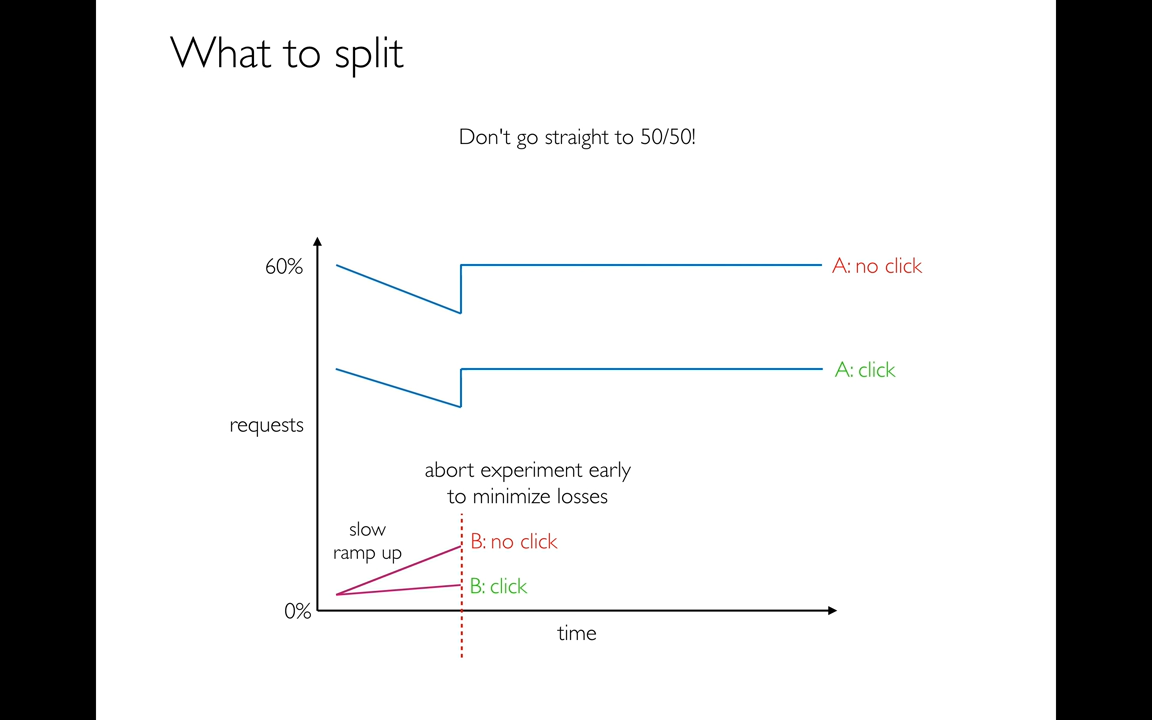 What to split
Don't go straight to 50/50!
60%
A: no click
A: click
requests
abort experiment early
to minimize losses
slow
ramp up
B: no click
B: click
0%
time